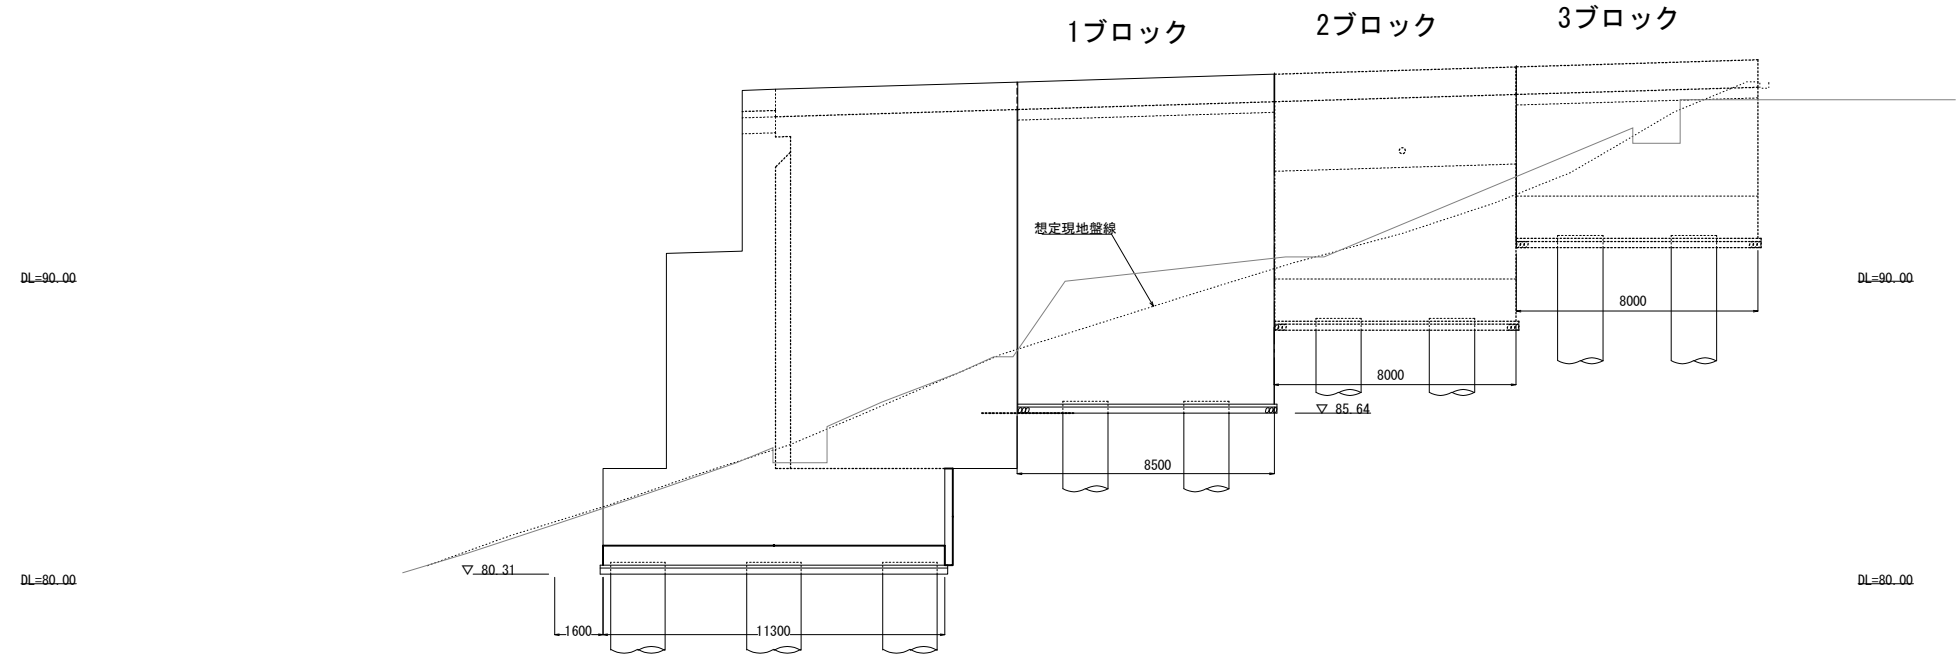 1ブロック
2ブロック
3ブロック
想定現地盤線
DL=90.00
DL=90.00
8000
8000
▽ 85.64
8500
▽ 80.31
DL=80.00
DL=80.00
1600
11300